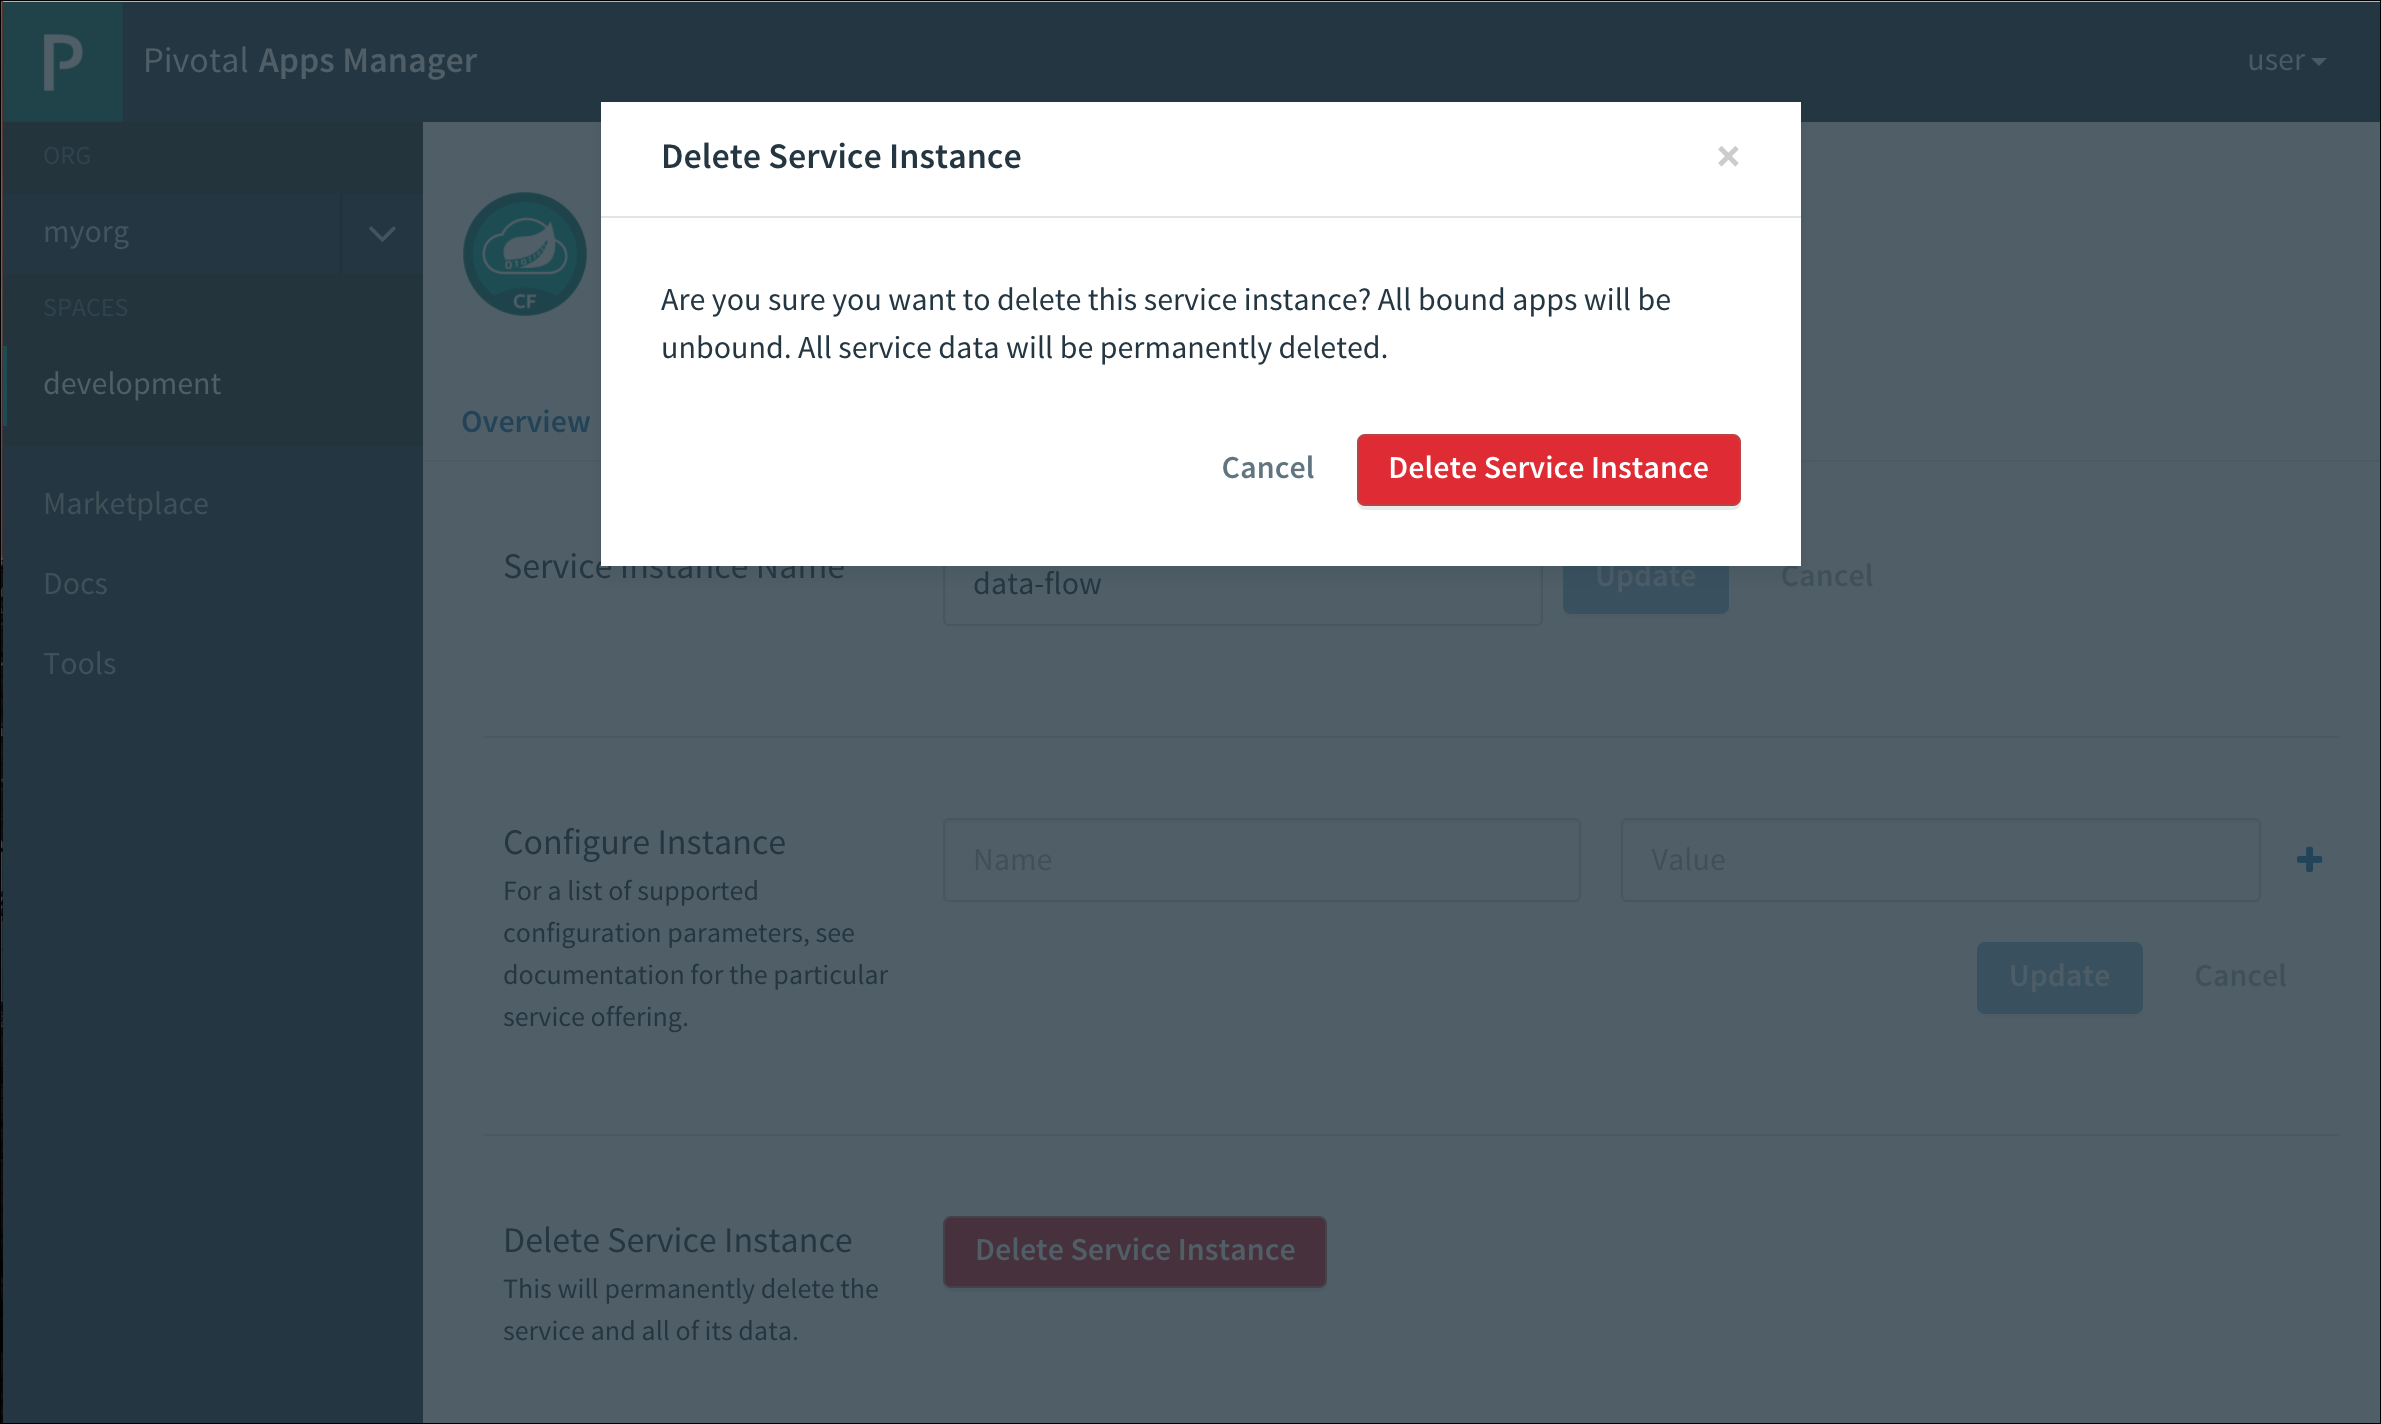 P
Pivotal Apps Manager
user
ORG
myorg
SPACES
development
Marketplace
Docs
Tools
CF
Overview
Delete Service Instance
×
Are you sure you want to delete this service instance? All bound apps will be
unbound. All service data will be permanently deleted.
Cancel
Delete Service Instance
Service Instance Name
data-flow
Update
Cancel
Configure Instance
For a list of supported
configuration parameters, see
documentation for the particular
service offering.
Name
Value
+
Update
Cancel
Delete Service Instance
This will permanently delete the
service and all of its data.
Delete Service Instance